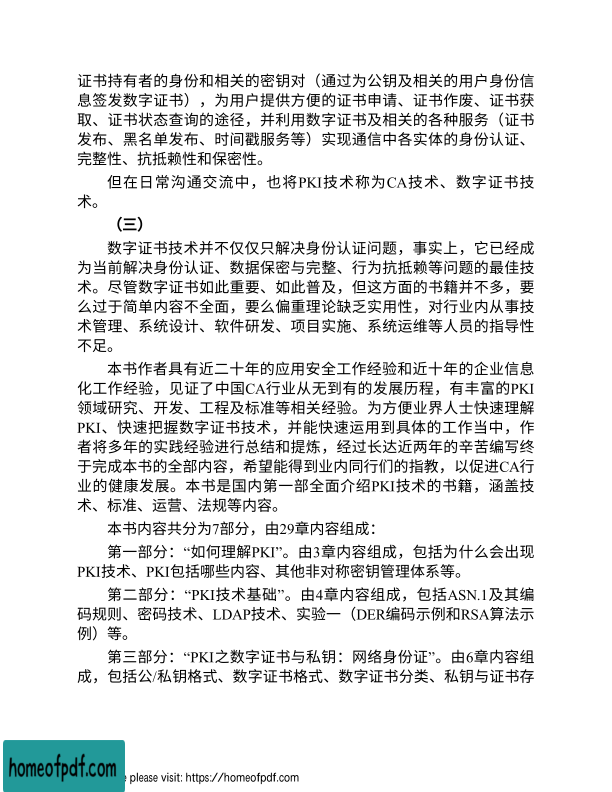 证书持有者的身份和相关的密钥对（通过为公钥及相关的用户身份信
息签发数字证书），为用户提供方便的证书申请、证书作废、证书获
取、证书状态查询的途径，并利用数字证书及相关的各种服务（证书
发布、黑名单发布、时间戳服务等）实现通信中各实体的身份认证、
完整性、抗抵赖性和保密性。
但在日常沟通交流中，也将PKI技术称为CA技术、数字证书技
术。
（三）
数字证书技术并不仅仅只解决身份认证问题，事实上，它已经成
为当前解决身份认证、数据保密与完整、行为抗抵赖等问题的最佳技
术。尽管数字证书如此重要、如此普及，但这方面的书籍并不多，要
么过于简单内容不全面，要么偏重理论缺乏实用性，对行业内从事技
术管理、系统设计、软件研发、项目实施、系统运维等人员的指导性
不足。
本书作者具有近二十年的应用安全工作经验和近十年的企业信息
化工作经验，见证了中国CA行业从无到有的发展历程，有丰富的PKI
领域研究、开发、工程及标准等相关经验。为方便业界人士快速理解
PKI、快速把握数字证书技术，并能快速运用到具体的工作当中，作
者将多年的实践经验进行总结和提炼，经过长达近两年的辛苦编写终
于完成本书的全部内容，希望能得到业内同行们的指教，以促进CA行
业的健康发展。本书是国内第一部全面介绍PKI技术的书籍，涵盖技
术、标准、运营、法规等内容。
本书内容共分为7部分，由29章内容组成：
第一部分：“如何理解PKI”。由3章内容组成，包括为什么会出现
PKI技术、PKI包括哪些内容、其他非对称密钥管理体系等。
第二部分：“PKI技术基础”。由4章内容组成，包括ASN.1及其编
码规则、密码技术、LDAP技术、实验一（DER编码示例和RSA算法示
例）等。
第三部分：“PKI之数字证书与私钥：网络身份证”。由6章内容组
成，包括公/私钥格式、数字证书格式、数字证书分类、私钥与证书存
homeofpdf.com
please visit: https://homeofpdf.com